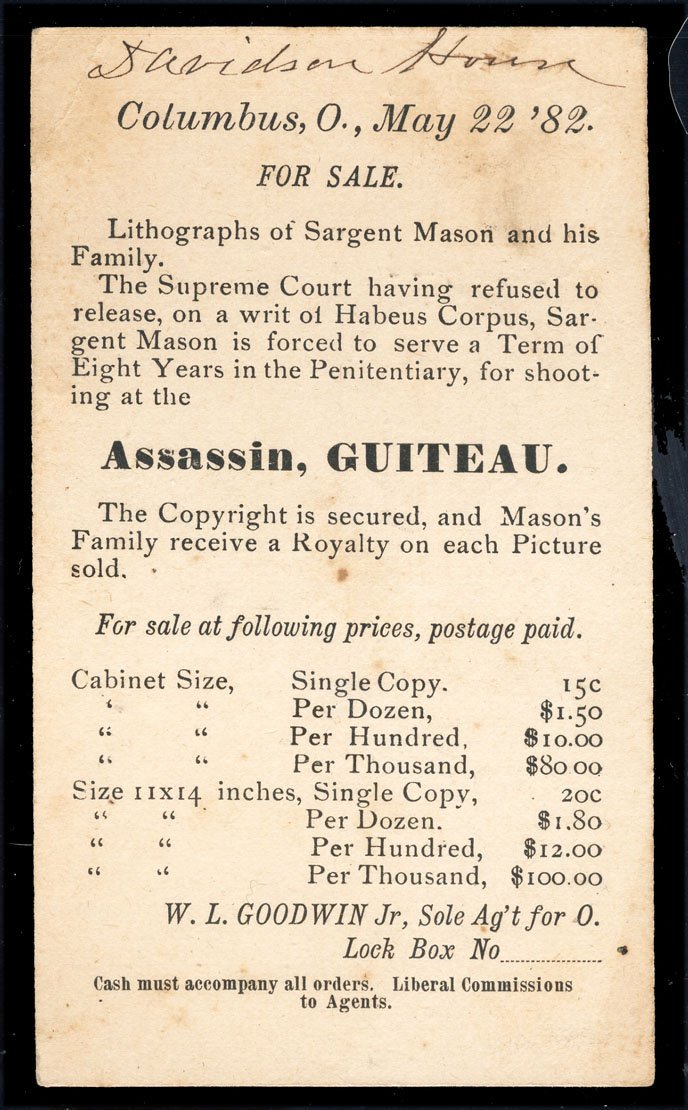 Davidson House
Columbus, O., May 22 '82.
FOR SALE.
Lithographs of Sargent Mason and his
Family.
The Supreme Court having refused to
release, on a writ of Habeus Corpus, Sar-
gent Mason is forced to serve a Term of
Eight Years in the Penitentiary, for shoot-
ing at the
Assassin, GUITEAU.
The Copyright is secured, and Mason's
Family receive a Royalty on each Picture
sold.
For sale at following prices, postage paid.
Cabinet Size, Single Copy. 15c
‘ “ Per Dozen, $1.50
“ “ Per Hundred, $10.00
“ “ Per Thousand, $80 00
Size 11x14 inches, Single Copy, 20c
“ “ Per Dozen. $1.80
“ “ Per Hundred, $12.00
“ “ Per Thousand, $100.00
W. L. GOODWIN Jr, Sole Ag't for O.
Lock Box No..............
Cash must accompany all orders. Liberal Commissions
to Agents.